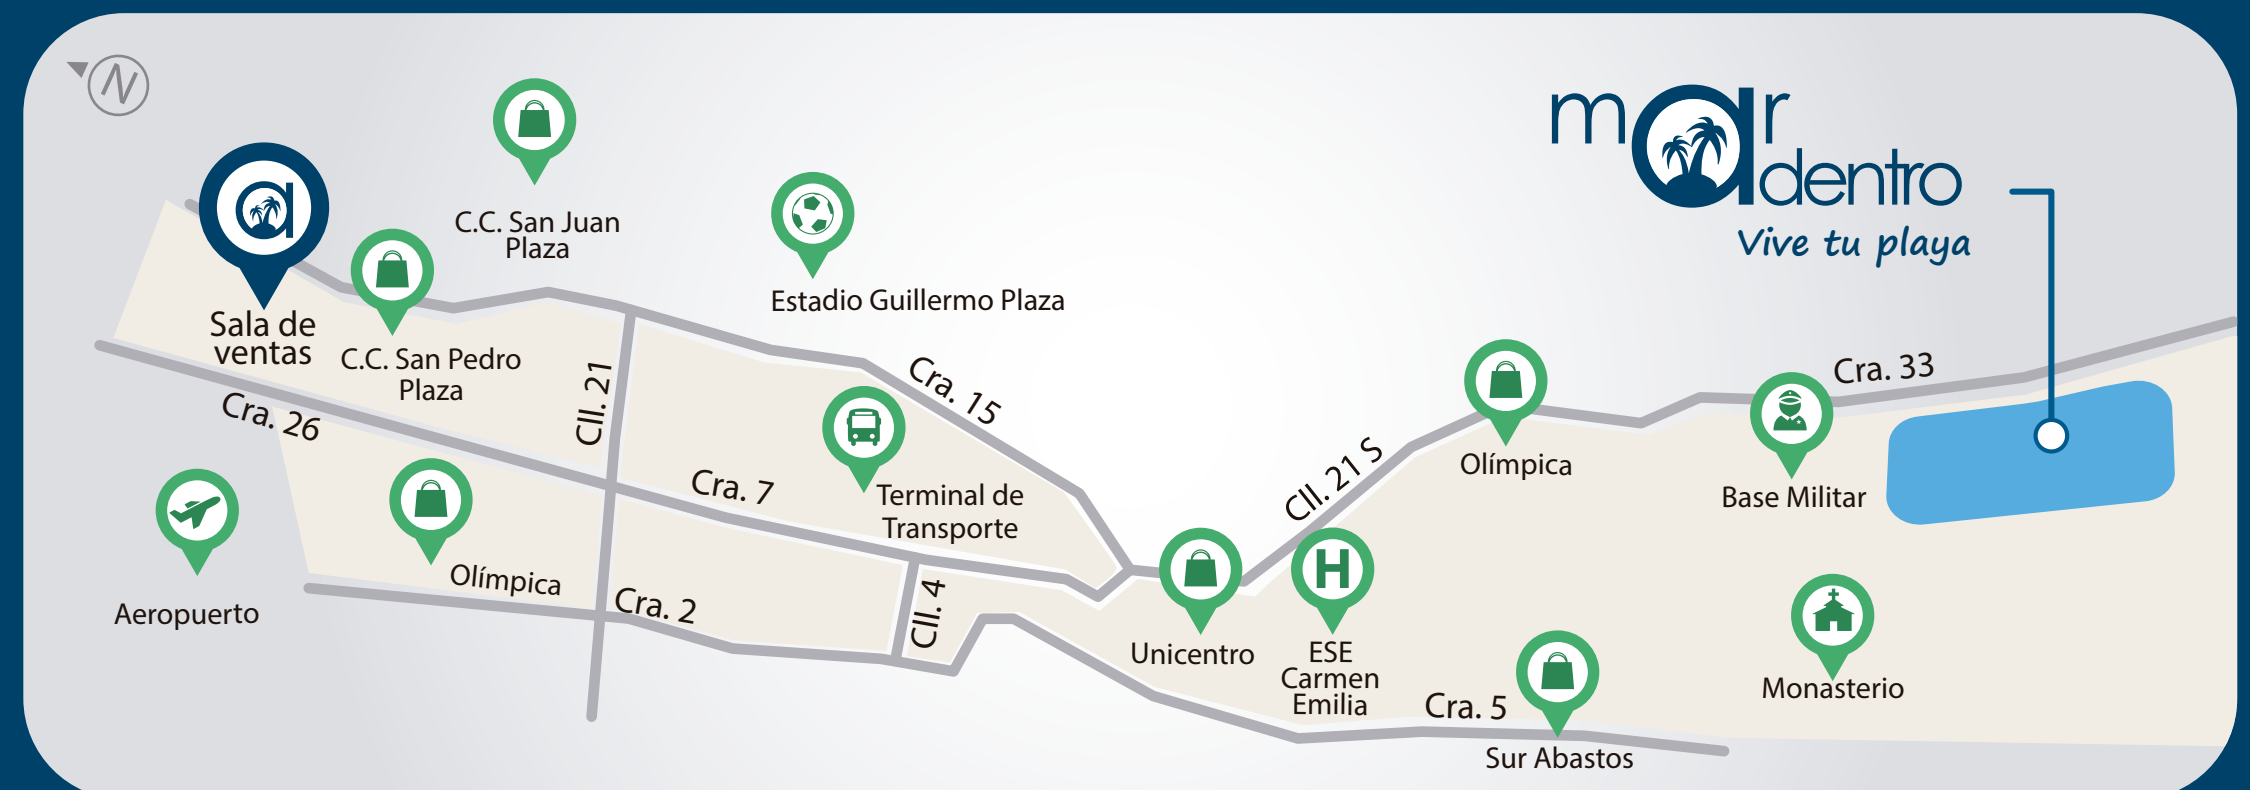 N
mar
dentro
Vive tu playa
C.C. San Juan
Plaza
Estadio Guillermo Plaza
Sala de
ventas
C.C. San Pedro
Plaza
Cll. 21
Cra. 15
Cra. 33
Cra. 26
Cra. 7
Terminal de
Transporte
Cll. 21 S
Olímpica
Base Militar
Aeropuerto
Olímpica
Cra. 2
Cll. 4
Unicentro
H
ESE
Carmen
Emilia
Cra. 5
Sur Abastos
Monasterio